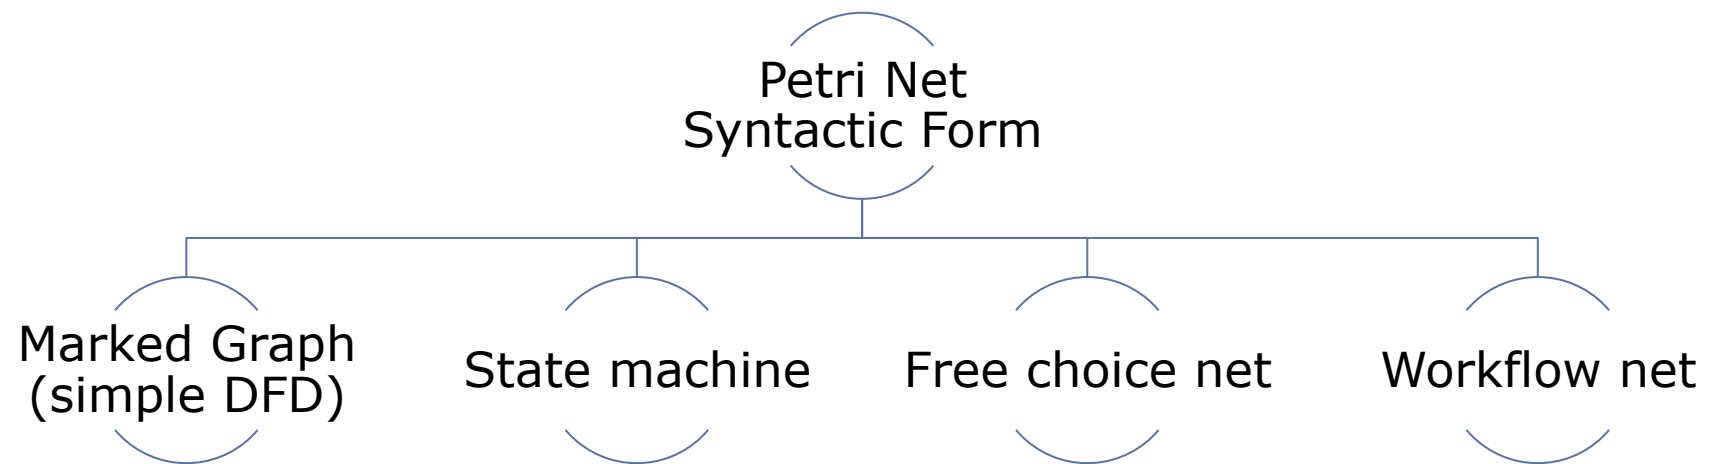 Petri Net
Syntactic Form
Marked Graph
(simple DFD)
State machine
Free choice net
Workflow net